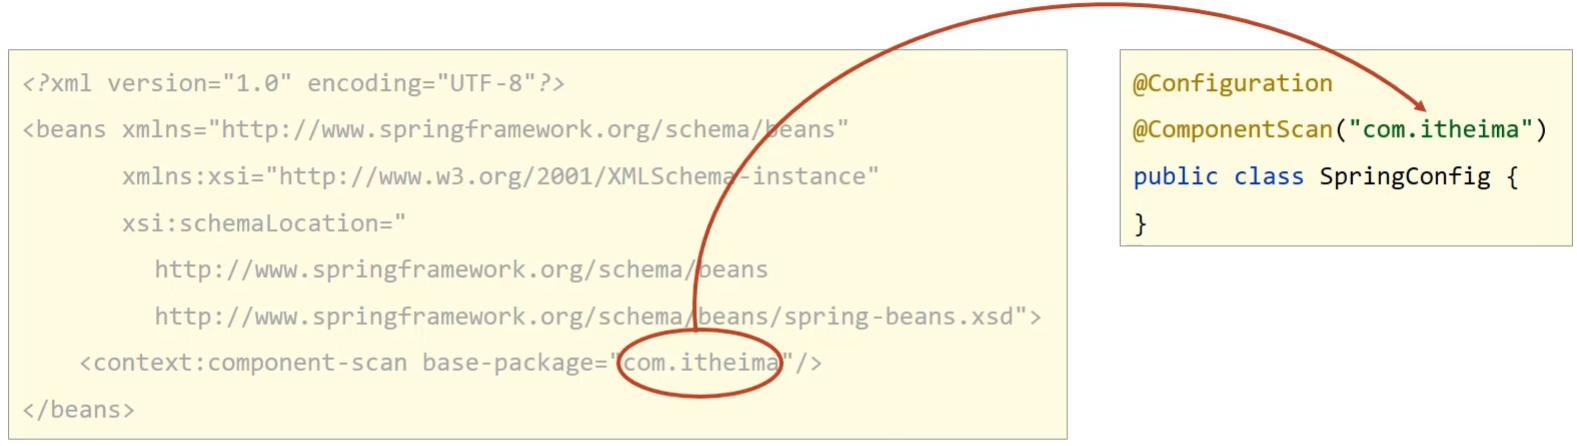 <?xml version="1.0" encoding="UTF-8"?>
<beans xmlns="http://www.springframework.org/schema/beans"
xmlns:xsi="http://www.w3.org/2001/XMLSchema-instance"
xsi:schemaLocation="
http://www.springframework.org/schema/beans
http://www.springframework.org/schema/beans/spring-beans.xsd">
<context:component-scan base-package="com.itheima"/>
</beans>
@Configuration
@ComponentScan("com.itheima")
public class SpringConfig {
}